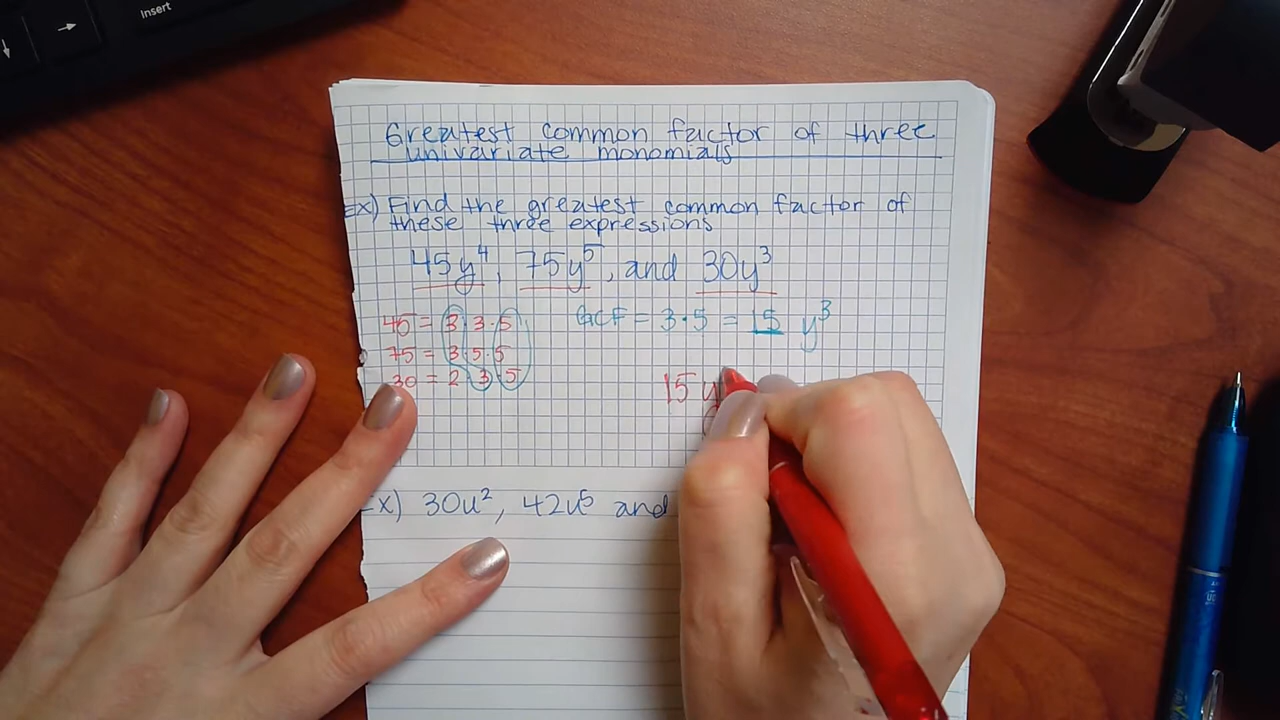 Insert
Greatest common factor of three
univariate monomials
Ex) Find the greatest common factor of
these three expressions
45y⁴, 75y⁵, and 30y³
45 = 3·3·5
GCF = 3·5 = 15 y³
75 = 3·5·5
30 = 2·3·5
15y
Ex) 30u², 42u⁵ and